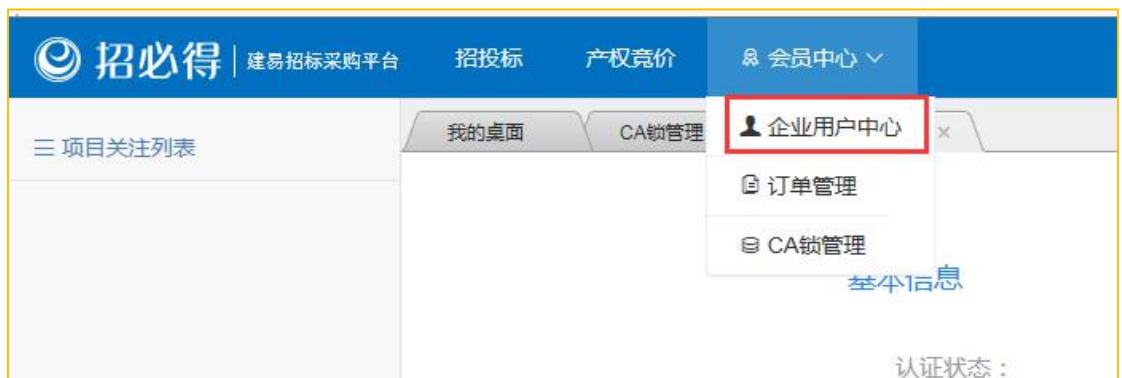 招必得 建易招标采购平台 招投标 产权竞价 会员中心
项目关注列表 我的桌面 CA锁管理 企业用户中心
订单管理
CA锁管理
基本信息
认证状态：